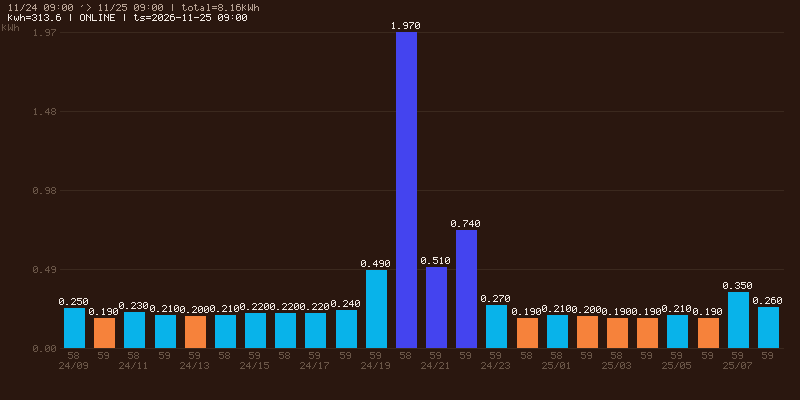 11/24 09:00 -> 11/25 09:00 | total=8.16kWh
Kwh=313.6 | ONLINE | ts=2026-11-25 09:00
kWh
1.97
1.48
0.98
0.49
0.00
0.250 0.190 0.230 0.210 0.200 0.210 0.220 0.220 0.220 0.240 0.490 1.970 0.510 0.740 0.270 0.190 0.210 0.200 0.190 0.190 0.210 0.190 0.350 0.260
58 59 58 59 59 58 59 58 59 59 59 58 59 59 59 58 58 59 58 59 59 59 59 59
24/09 24/11 24/13 24/15 24/17 24/19 24/21 24/23 25/01 25/03 25/05 25/07